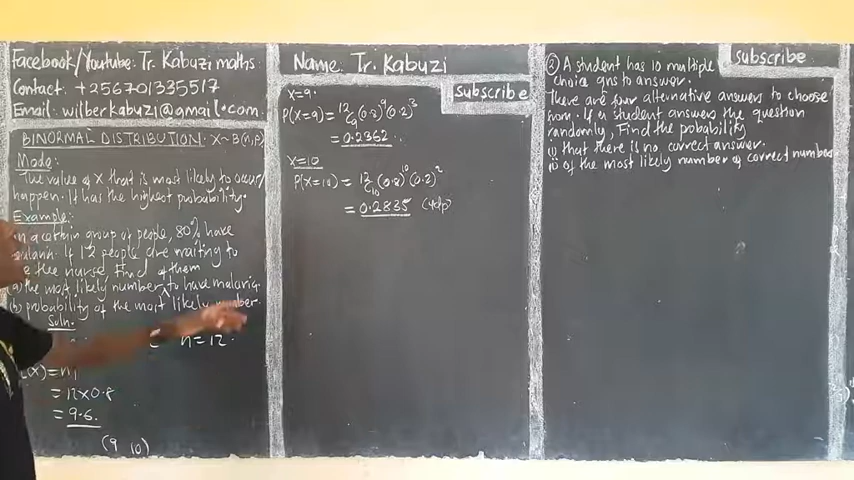 Facebook/Youtube: Tr. Kabuzi maths
Contact: +256701335517
Email: wilberkabuzi@gmail.com
BINORMAL DISTRIBUTION. X~B(n,p)
Mode:
The value of x that is most likely to occur/
happen. It has the highest probability.
Example:
In a certain group of people, 80% have
malaria. If 12 people are waiting to
the nurse. Find of them
(a) the most likely number to have malaria.
(b) probability of the most likely number.
Soln.
n=12.
= 12x0.8
= 9.6.
(9 10)
Name: Tr. Kabuzi
Subscribe
x=9.
P(X=9) = 12C9 (0.8)^9 (0.2)^3
= 0.2362
x=10
P(X=10) = 12C10 (0.8)^10 (0.2)^2
= 0.2835 (4dp)
Subscribe
② A student has 10 multiple
choice qns to answer.
There are four alternative answers to choose
from. If a student answers the question
randomly, Find the probability
(i) that there is no correct answer.
ii) of the most likely number of correct number